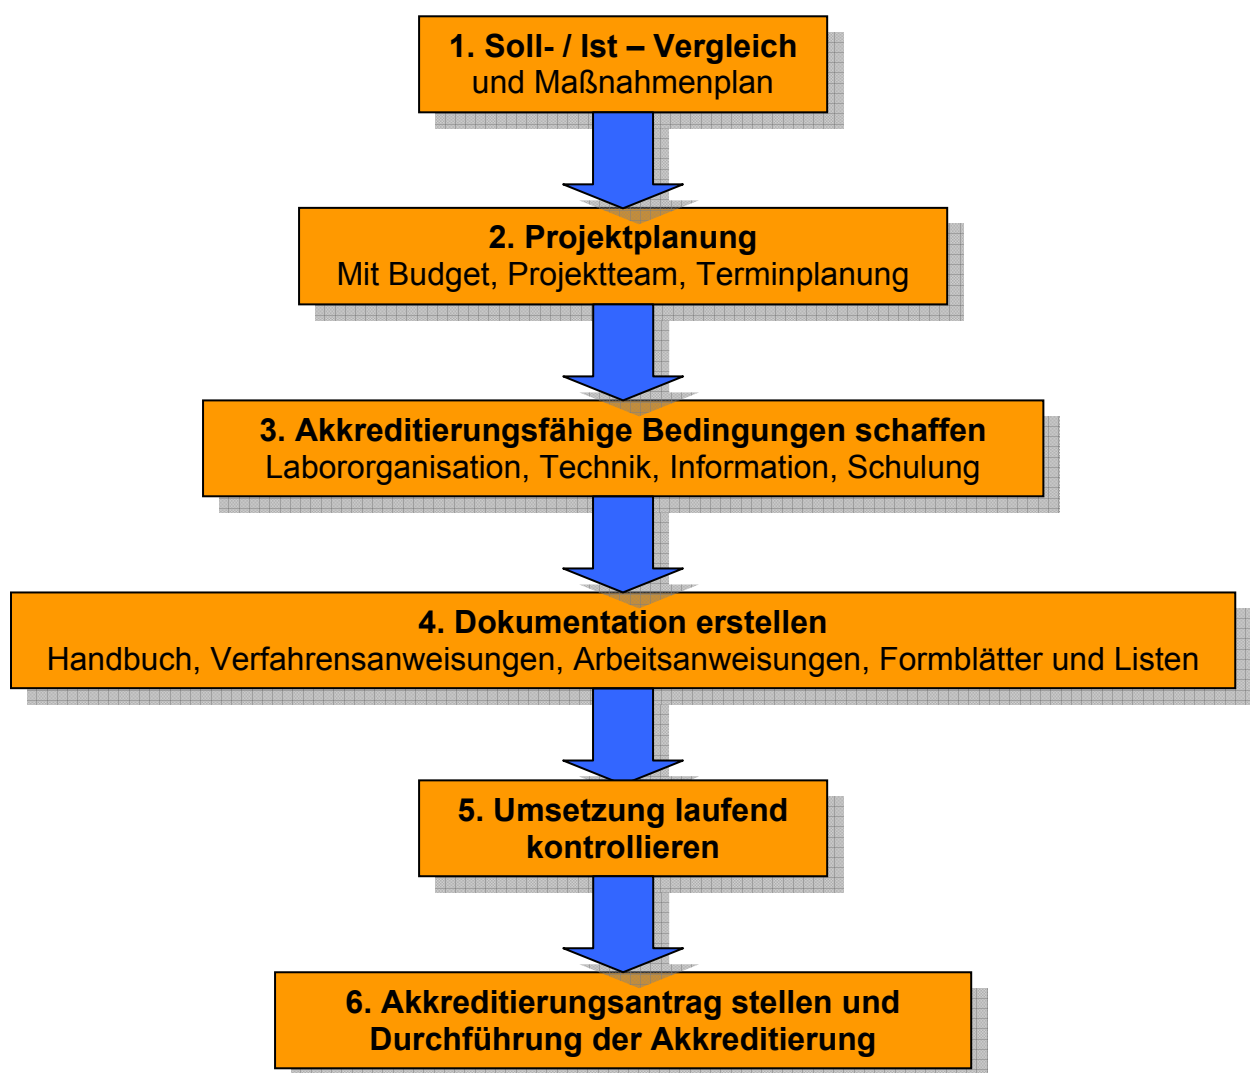 1. Soll- / Ist – Vergleich
und Maßnahmenplan
2. Projektplanung
Mit Budget, Projektteam, Terminplanung
3. Akkreditierungsfähige Bedingungen schaffen
Labororganisation, Technik, Information, Schulung
4. Dokumentation erstellen
Handbuch, Verfahrensanweisungen, Arbeitsanweisungen, Formblätter und Listen
5. Umsetzung laufend
kontrollieren
6. Akkreditierungsantrag stellen und
Durchführung der Akkreditierung